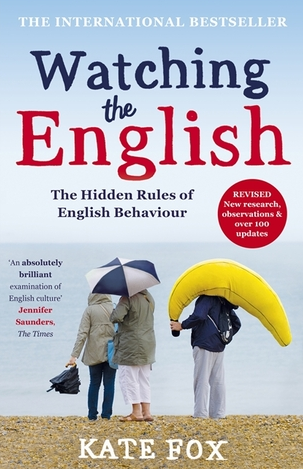 THE INTERNATIONAL BESTSELLER
Watching
the
English
The Hidden Rules of
English Behaviour
REVISED
New research,
observations &
over 100
updates
‘An absolutely
brilliant
examination of
English culture’
Jennifer
Saunders,
The Times
KATE FOX